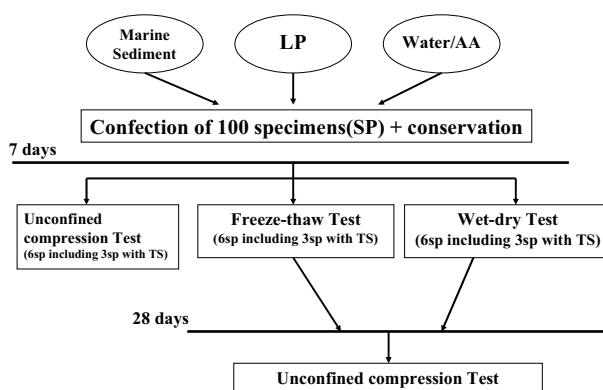 Marine
Sediment
LP
Water/AA
Confection of 100 specimens(SP) + conservation
7 days
Unconfined
compression Test
(6sp including 3sp with TS)
Freeze-thaw Test
(6sp including 3sp with TS)
Wet-dry Test
(6sp including 3sp with TS)
28 days
Unconfined compression Test